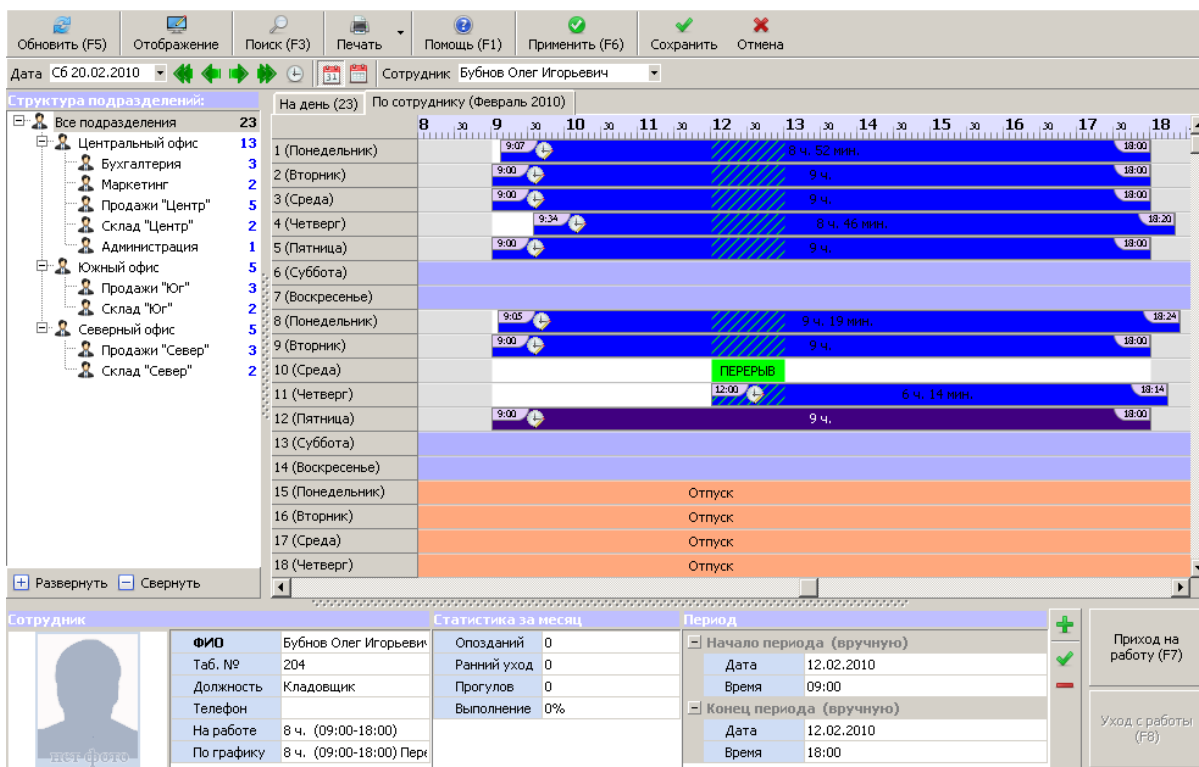 Обновить (F5) Отображение Поиск (F3) Печать Помощь (F1) Применить (F6) Сохранить Отмена
Дата Сб 20.02.2010 31 Сотрудник Бубнов Олег Игорьевич
Структура подразделений:
Все подразделения 23
Центральный офис 13
Бухгалтерия 3
Маркетинг 2
Продажи "Центр" 5
Склад "Центр" 2
Администрация 1
Южный офис 5
Продажи "Юг" 3
Склад "Юг" 2
Северный офис 5
Продажи "Север" 3
Склад "Север" 2
Развернуть Свернуть
На день (23) По сотруднику (Февраль 2010)
8 30 9 30 10 30 11 30 12 30 13 30 14 30 15 30 16 30 17 30 18
1 (Понедельник) 9:07 8 ч. 52 мин. 18:00
2 (Вторник) 9:00 9 ч. 18:00
3 (Среда) 9:00 9 ч. 18:00
4 (Четверг) 9:34 8 ч. 46 мин. 18:20
5 (Пятница) 9:00 9 ч. 18:00
6 (Суббота)
7 (Воскресенье)
8 (Понедельник) 9:05 9 ч. 19 мин. 18:24
9 (Вторник) 9:00 9 ч. 18:00
10 (Среда) ПЕРЕРЫВ
11 (Четверг) 12:00 6 ч. 14 мин. 18:14
12 (Пятница) 9:00 9 ч. 18:00
13 (Суббота)
14 (Воскресенье)
15 (Понедельник) Отпуск
16 (Вторник) Отпуск
17 (Среда) Отпуск
18 (Четверг) Отпуск
Сотрудник
нет фото
ФИО Бубнов Олег Игорьевич
Таб. № 204
Должность Кладовщик
Телефон
На работе 8 ч. (09:00-18:00)
По графику 8 ч. (09:00-18:00) Пере
Статистика за месяц
Опозданий 0
Ранний уход 0
Прогулов 0
Выполнение 0%
Период
Начало периода (вручную)
Дата 12.02.2010
Время 09:00
Конец периода (вручную)
Дата 12.02.2010
Время 18:00
Приход на
работу (F7)
Уход с работы
(F8)